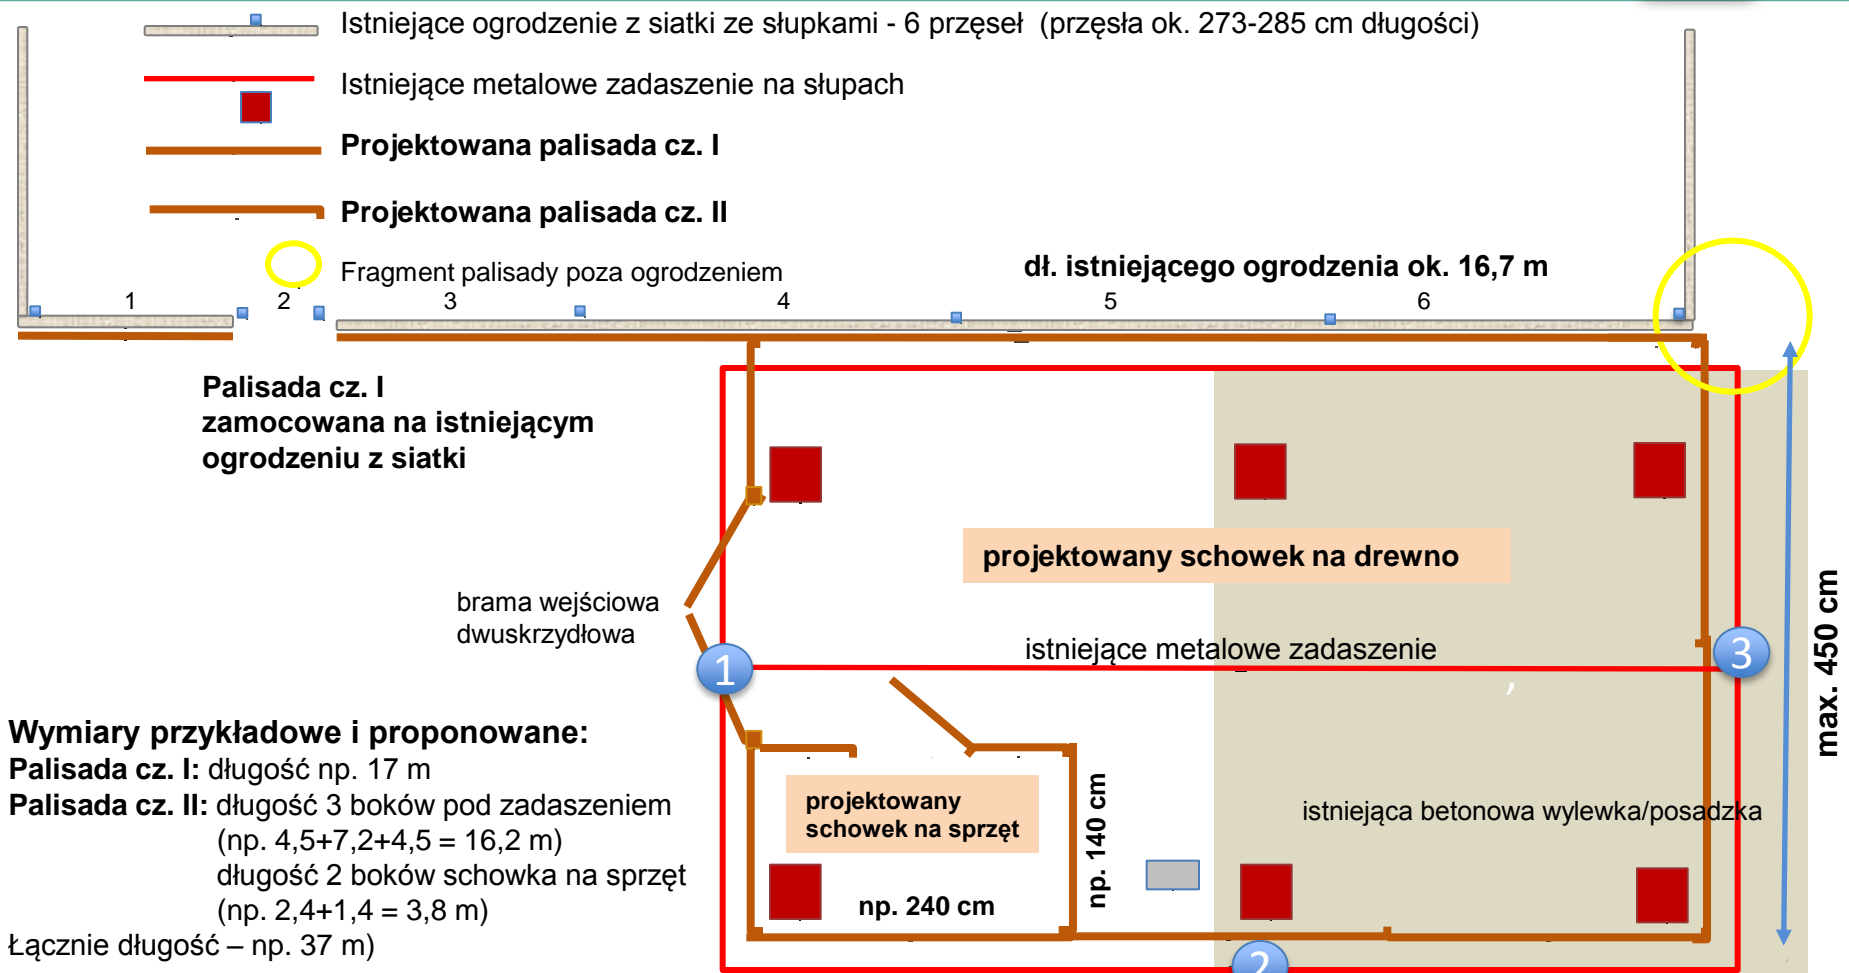 Istniejące ogrodzenie z siatki ze słupkami - 6 przęseł (przęsła ok. 273-285 cm długości)
Istniejące metalowe zadaszenie na słupach
Projektowana palisada cz. I
Projektowana palisada cz. II
Fragment palisady poza ogrodzeniem
dł. istniejącego ogrodzenia ok. 16,7 m
1
2
3
4
5
6
Palisada cz. I
zamocowana na istniejącym
ogrodzeniu z siatki
projektowany schowek na drewno
brama wejściowa
dwuskrzydłowa
istniejące metalowe zadaszenie
1
3
,
max. 450 cm
projektowany
schowek na sprzęt
np. 140 cm
istniejąca betonowa wylewka/posadzka
np. 240 cm
2
Wymiary przykładowe i proponowane:
Palisada cz. I: długość np. 17 m
Palisada cz. II: długość 3 boków pod zadaszeniem
(np. 4,5+7,2+4,5 = 16,2 m)
długość 2 boków schowka na sprzęt
(np. 2,4+1,4 = 3,8 m)
Łącznie długość – np. 37 m)